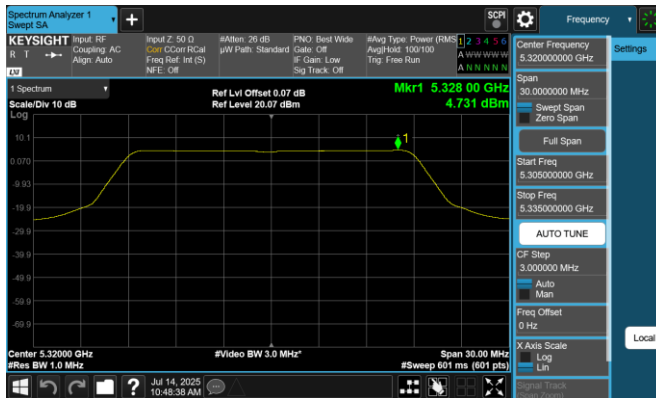 Spectrum Analyzer 1
Swept SA
+
SCPI
Frequency
KEYSIGHT
R T
LXI
Input: RF
Coupling: AC
Align: Auto
Input Z: 50 Ω
Corr CCorr RCal
Freq Ref: Int (S)
NFE: Off
#Atten: 26 dB
µW Path: Standard
PNO: Best Wide
Gate: Off
IF Gain: Low
Sig Track: Off
#Avg Type: Power (RMS
Avg|Hold: 100/100
Trig: Free Run
1 2 3 4 5 6
A W W W W W
A N N N N N
1 Spectrum
Scale/Div 10 dB
Log
Ref Lvl Offset 0.07 dB
Ref Level 20.07 dBm
Mkr1 5.328 00 GHz
4.731 dBm
1
10.1
0.070
-9.93
-19.9
-29.9
-39.9
-49.9
-59.9
-69.9
Center 5.32000 GHz
#Res BW 1.0 MHz
#Video BW 3.0 MHz*
Span 30.00 MHz
#Sweep 601 ms (601 pts)
?
Jul 14, 2025
10:48:38 AM
Center Frequency
5.320000000 GHz
Span
30.0000000 MHz
Swept Span
Zero Span
Full Span
Start Freq
5.305000000 GHz
Stop Freq
5.335000000 GHz
AUTO TUNE
CF Step
3.000000 MHz
Auto
Man
Freq Offset
0 Hz
X Axis Scale
Log
Lin
Signal Track
(Span Zoom)
Settings
Local